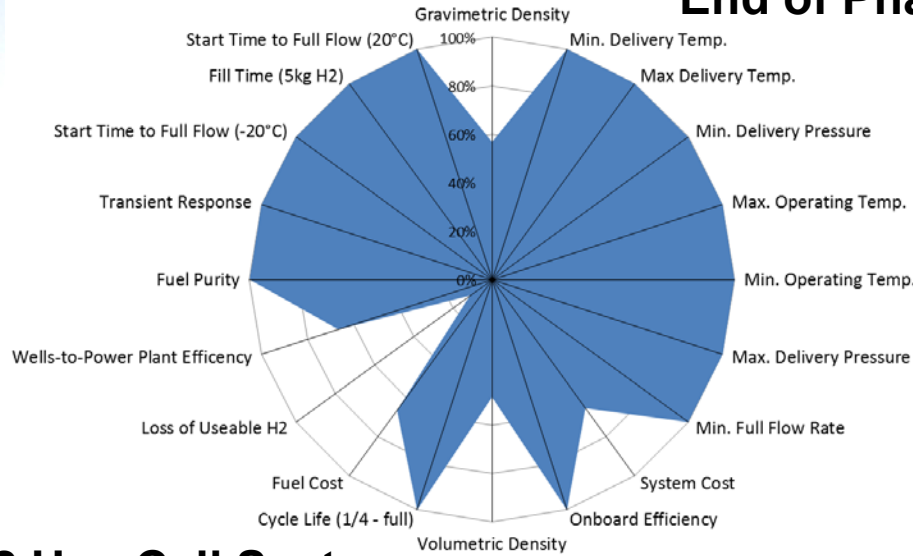 End of Pha
Gravimetric Density
Start Time to Full Flow (20°C)
100%
Min. Delivery Temp.
Fill Time (5kg H2)
80%
Max Delivery Temp.
Start Time to Full Flow (-20°C)
60%
Min. Delivery Pressure
Transient Response
40%
Max. Operating Temp.
20%
Fuel Purity
0%
Min. Operating Temp.
Wells-to-Power Plant Efficency
Max. Delivery Pressure
Loss of Useable H2
Min. Full Flow Rate
Fuel Cost
System Cost
Cycle Life (1/4 - full)
Onboard Efficiency
Volumetric Density